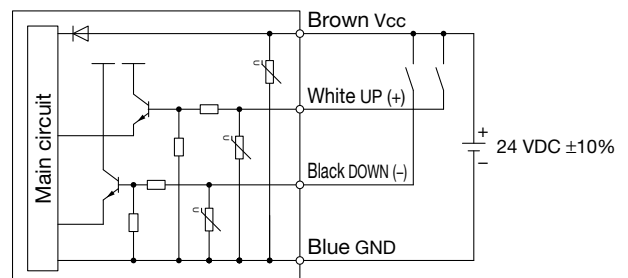 Brown Vcc
White UP (+)
Black DOWN (−)
Blue GND
Main circuit
+
24 VDC ±10%
−
U
U
U